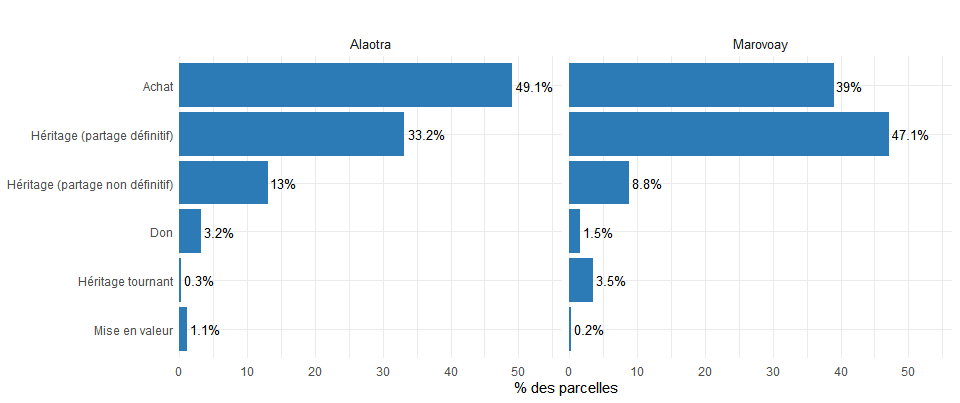 Alaotra
Marovoay
Achat
49.1%
39%
Héritage (partage définitif)
33.2%
47.1%
Héritage (partage non définitif)
13%
8.8%
Don
3.2%
1.5%
Héritage tournant
0.3%
3.5%
Mise en valeur
1.1%
0.2%
0 10 20 30 40 50
0 10 20 30 40 50
% des parcelles